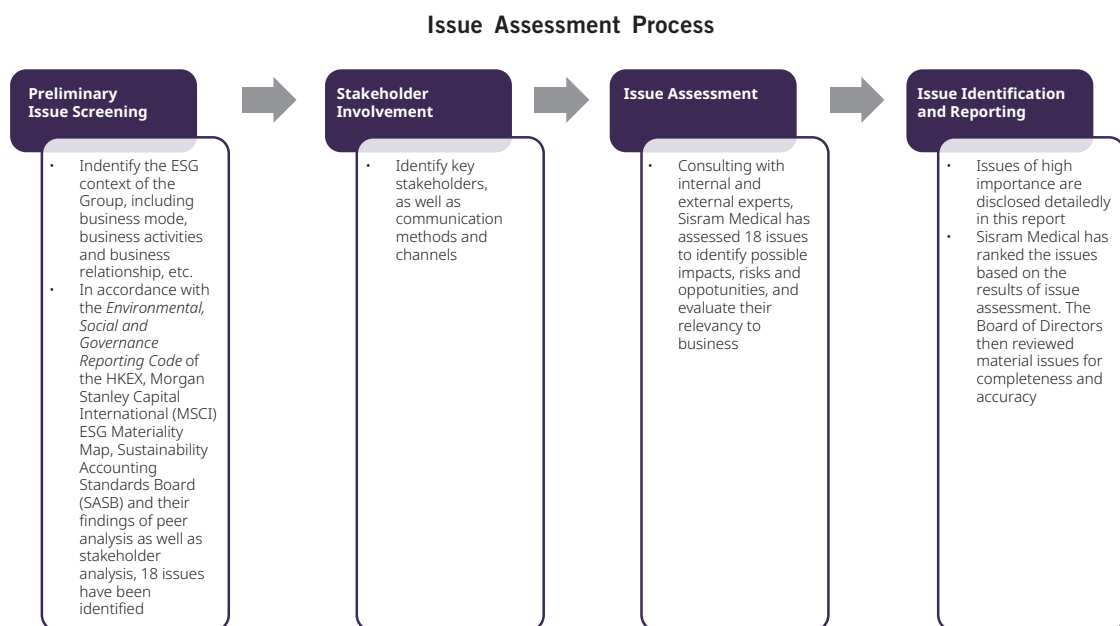 Issue Assessment Process
Preliminary
Issue Screening
• Indentify the ESG
context of the
Group, including
business mode,
business activities
and business
relationship, etc.
• In accordance with
the Environmental,
Social and
Governance
Reporting Code of
the HKEX, Morgan
Stanley Capital
International (MSCI)
ESG Materiality
Map, Sustainability
Accounting
Standards Board
(SASB) and their
findings of peer
analysis as well as
stakeholder
analysis, 18 issues
have been
identified
Stakeholder
Involvement
• Identify key
stakeholders,
as well as
communication
methods and
channels
Issue Assessment
• Consulting with
internal and
external experts,
Sisram Medical has
assessed 18 issues
to identify possible
impacts, risks and
oppotunities, and
evaluate their
relevancy to
business
Issue Identification
and Reporting
• Issues of high
importance are
disclosed detailedly
in this report
• Sisram Medical has
ranked the issues
based on the
results of issue
assessment. The
Board of Directors
then reviewed
material issues for
completeness and
accuracy